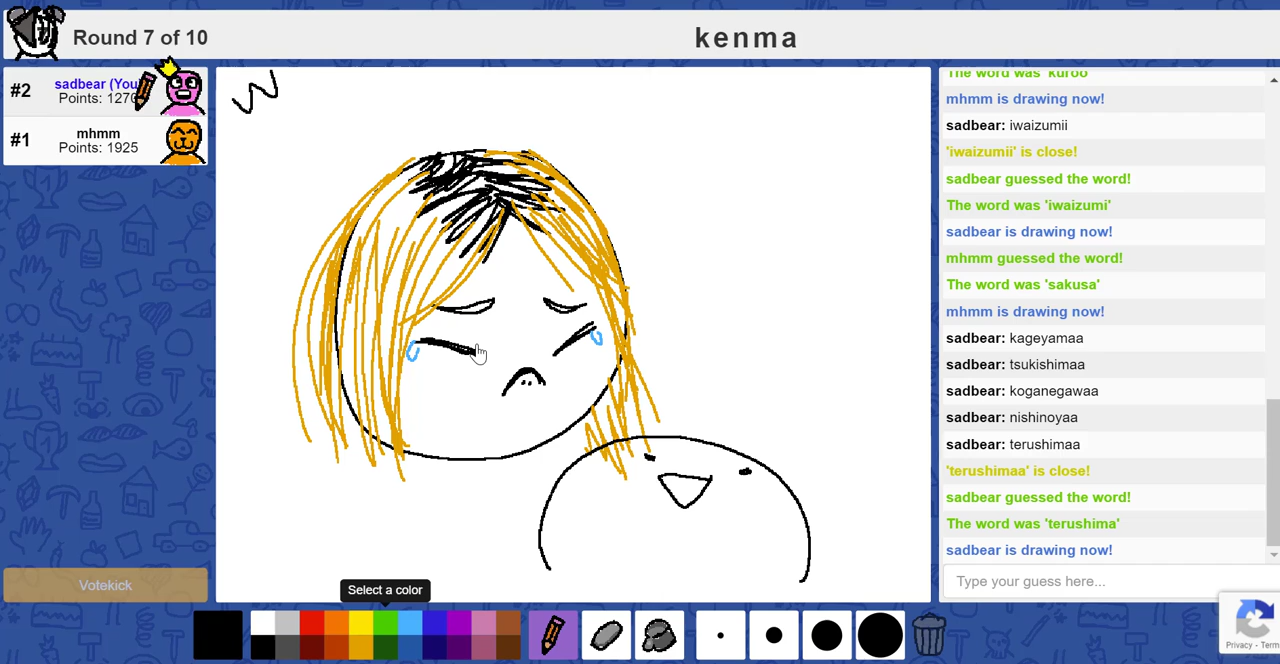 Round 7 of 10
kenma
#2
sadbear (You
Points: 1270
#1
mhmm
Points: 1925
The word was 'kuroo'
mhmm is drawing now!
sadbear: iwaizumii
'iwaizumii' is close!
sadbear guessed the word!
The word was 'iwaizumi'
sadbear is drawing now!
mhmm guessed the word!
The word was 'sakusa'
mhmm is drawing now!
sadbear: kageyamaa
sadbear: tsukishimaa
sadbear: koganegawaa
sadbear: nishinoyaa
sadbear: terushimaa
'terushimaa' is close!
sadbear guessed the word!
The word was 'terushima'
sadbear is drawing now!
Type your guess here...
Votekick
Select a color
Privacy - Term